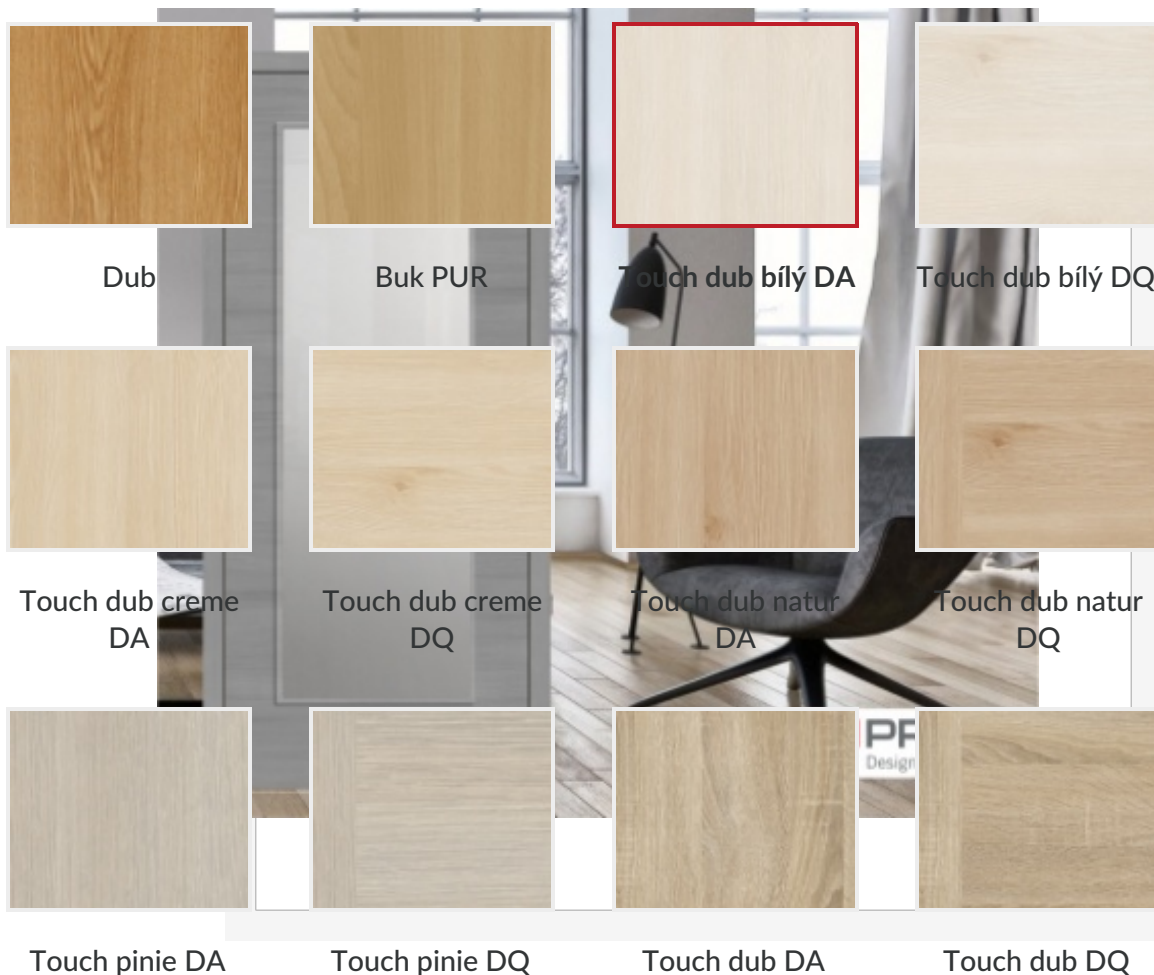 Dub
Buk PUR
Touch dub bílý DA
Touch dub bílý DQ
Touch dub creme
DA
Touch dub creme
DQ
Touch dub natur
DA
Touch dub natur
DQ
PR
Design
Touch pinie DA
Touch pinie DQ
Touch dub DA
Touch dub DQ